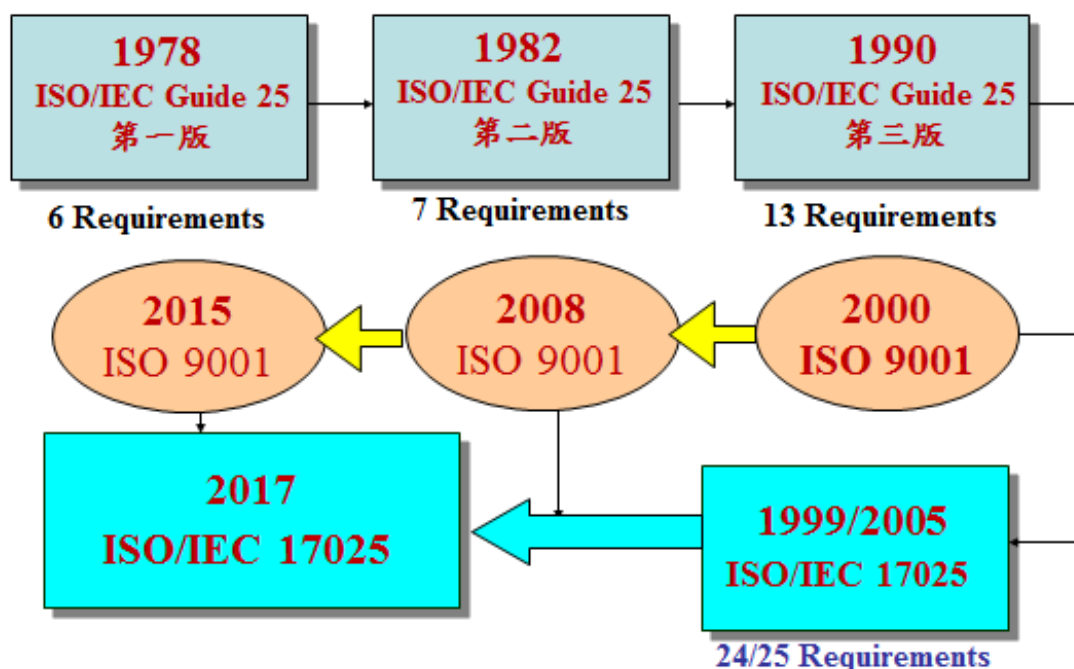 1978
ISO/IEC Guide 25
第一版
6 Requirements
1982
ISO/IEC Guide 25
第二版
7 Requirements
1990
ISO/IEC Guide 25
第三版
13 Requirements
2015
ISO 9001
2008
ISO 9001
2000
ISO 9001
2017
ISO/IEC 17025
1999/2005
ISO/IEC 17025
24/25 Requirements